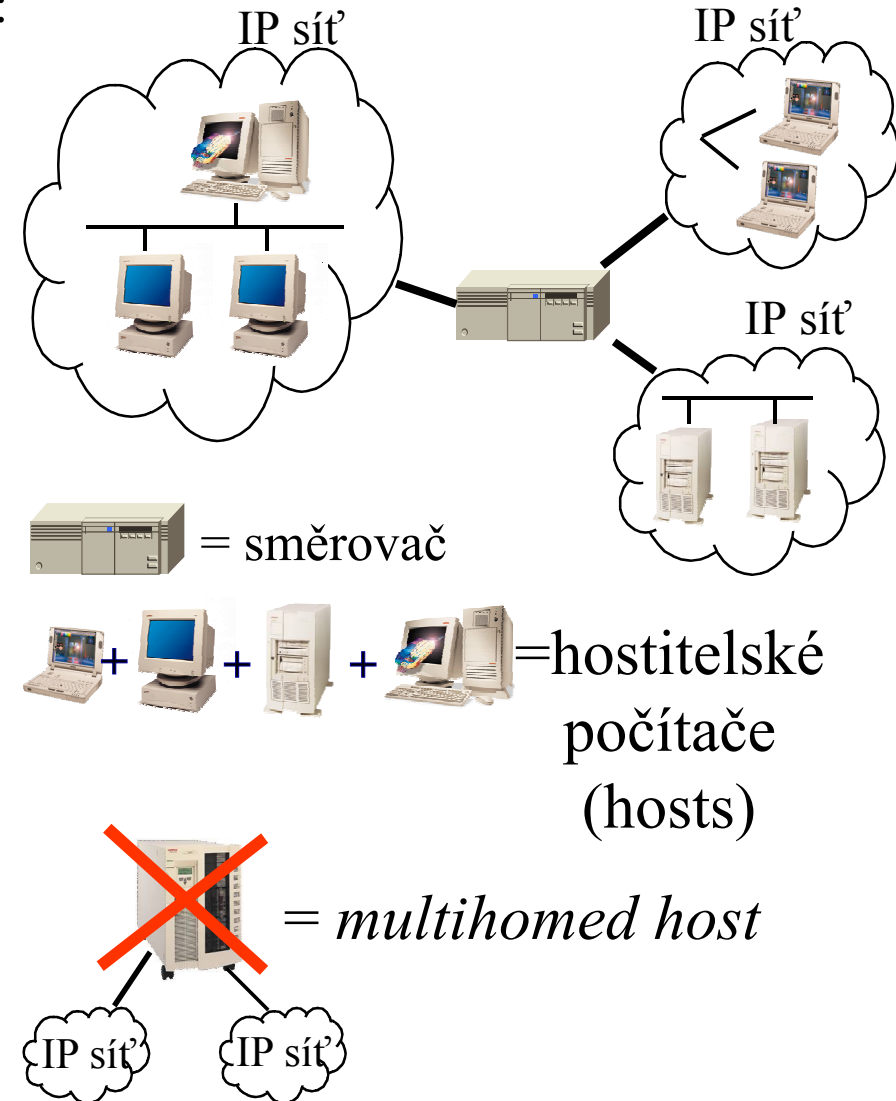 :
IP síť
IP síť
IP síť
= směrovač
+ + + =hostitelské
počítače
(hosts)
= multihomed host
IP síť
IP síť